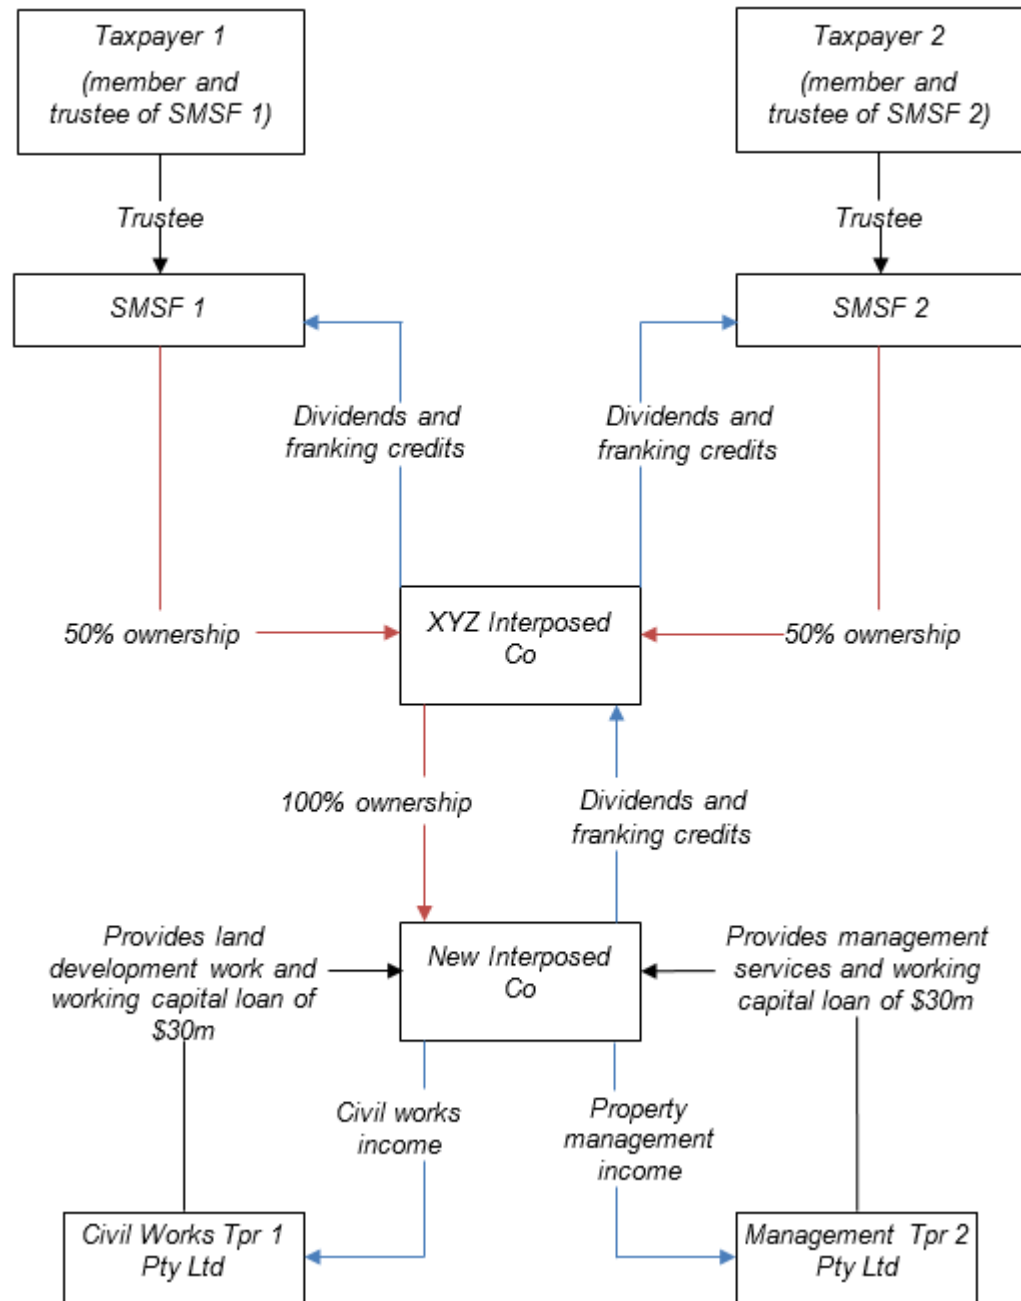 Taxpayer 1
(member and
trustee of SMSF 1)
Taxpayer 2
(member and
trustee of SMSF 2)
Trustee
Trustee
SMSF 1
SMSF 2
Dividends and
franking credits
Dividends and
franking credits
50% ownership
XYZ Interposed
Co
50% ownership
100% ownership
Dividends and
franking credits
Provides land
development work and
working capital loan of
$30m
New Interposed
Co
Provides management
services and working
capital loan of $30m
Civil works
income
Property
management
income
Civil Works Tpr 1
Pty Ltd
Management Tpr 2
Pty Ltd